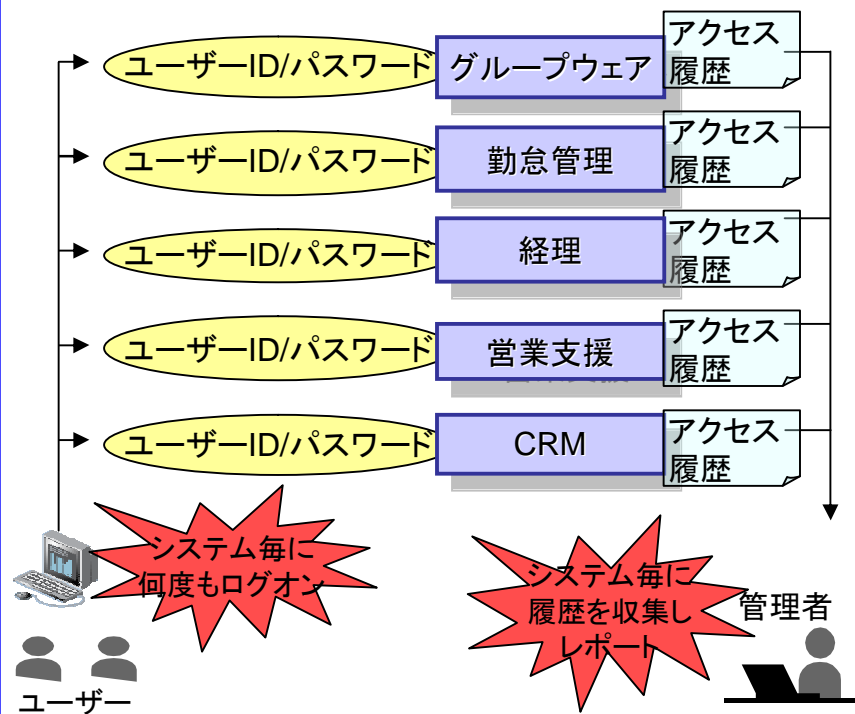 ユーザーID/パスワード
グループウェア
アクセス
履歴
ユーザーID/パスワード
勤怠管理
アクセス
履歴
ユーザーID/パスワード
経理
アクセス
履歴
ユーザーID/パスワード
営業支援
アクセス
履歴
ユーザーID/パスワード
CRM
アクセス
履歴
システム毎に
何度もログオン
システム毎に
履歴を収集し
レポート
管理者
ユーザー